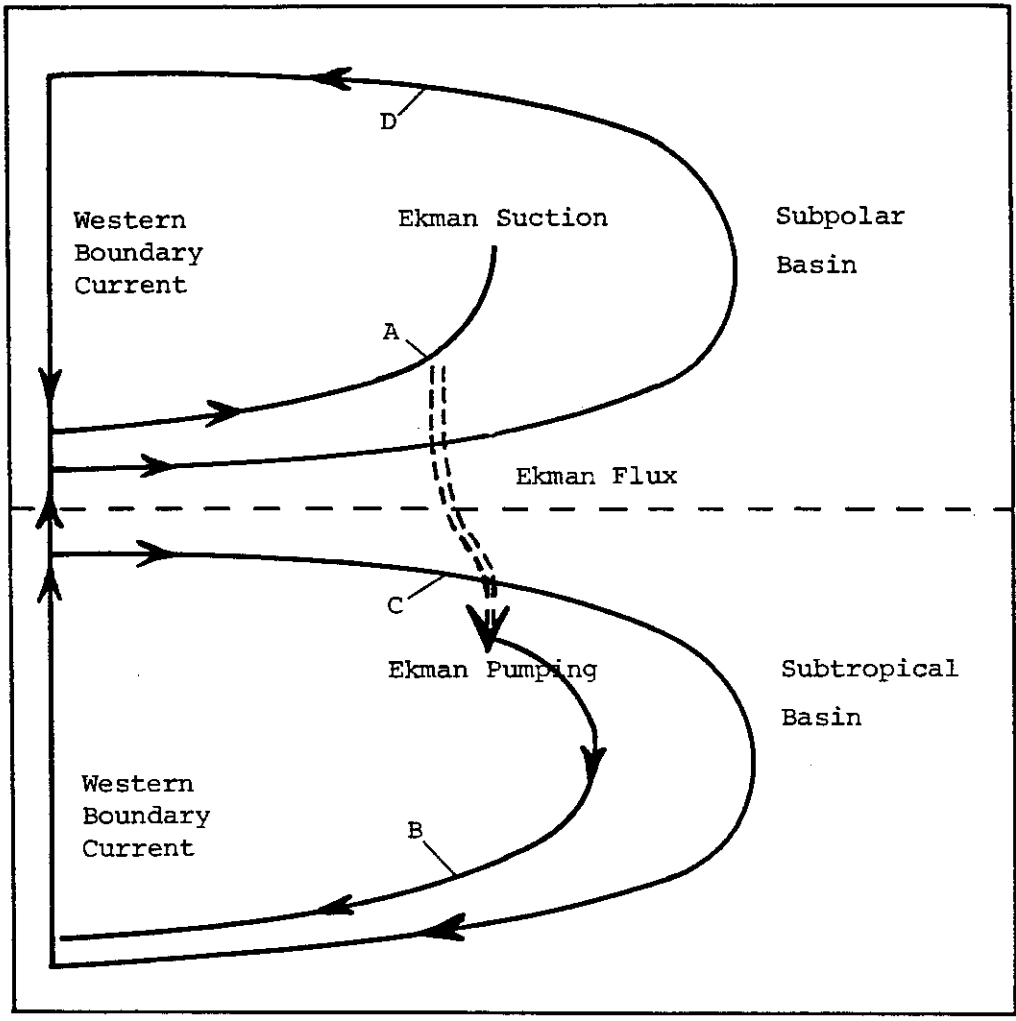 D
Western
Boundary
Current
Ekman Suction
Subpolar
Basin
A
Ekman Flux
C
Ekman Pumping
Subtropical
Basin
Western
Boundary
Current
B